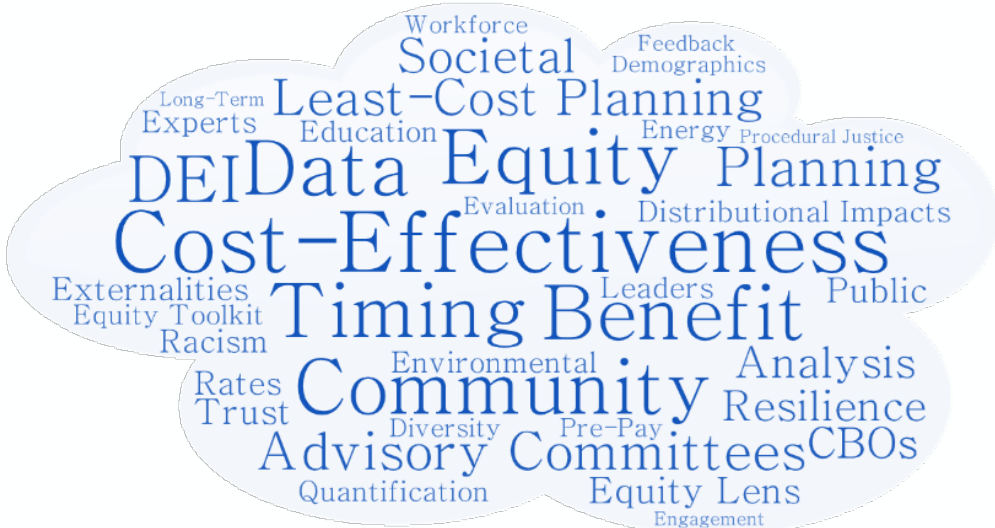 Workforce
Feedback
Societal
Demographics
Long-Term
Least-Cost Planning
Experts
Education
Energy
Procedural Justice
DEI
Data
Equity
Planning
Evaluation
Distributional Impacts
Cost-Effectiveness
Externalities
Leaders
Public
Equity Toolkit
Timing
Benefit
Racism
Environmental
Analysis
Rates
Community
Resilience
Trust
Diversity
Pre-Pay
Advisory Committees
CBOs
Quantification
Equity Lens
Engagement